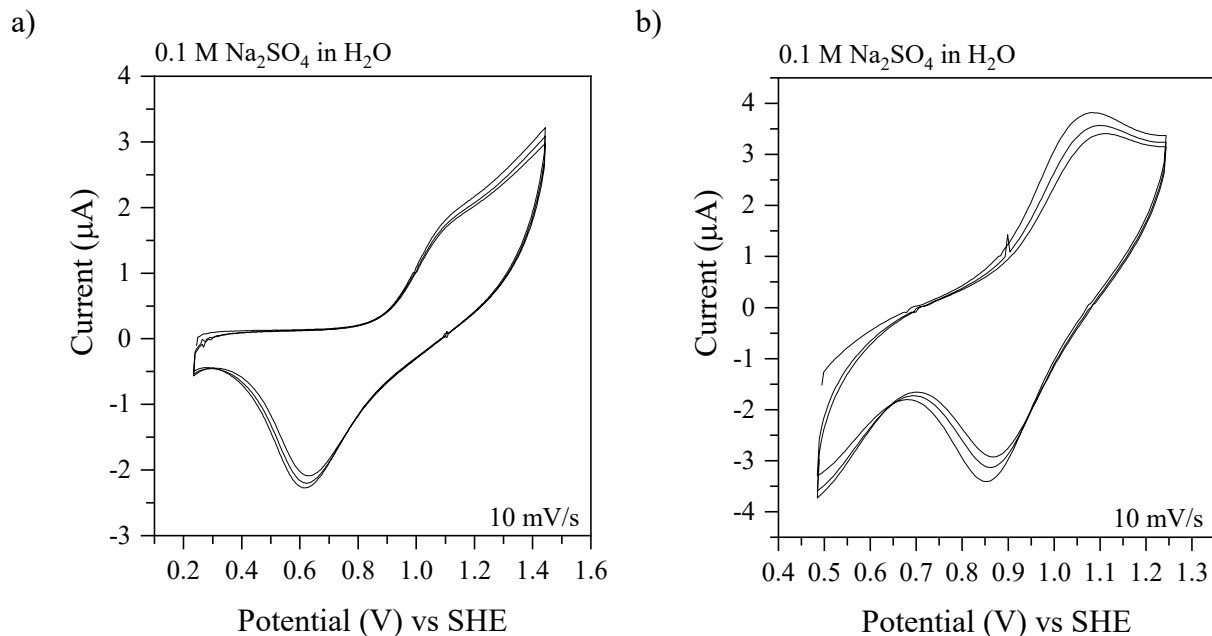 a)
0.1 M Na₂SO₄ in H₂O
4
3
2
1
0
-1
-2
-3
Current (μA)
10 mV/s
0.2 0.4 0.6 0.8 1.0 1.2 1.4 1.6
Potential (V) vs SHE
b)
0.1 M Na₂SO₄ in H₂O
4
3
2
1
0
-1
-2
-3
-4
Current (μA)
10 mV/s
0.4 0.5 0.6 0.7 0.8 0.9 1.0 1.1 1.2 1.3
Potential (V) vs SHE